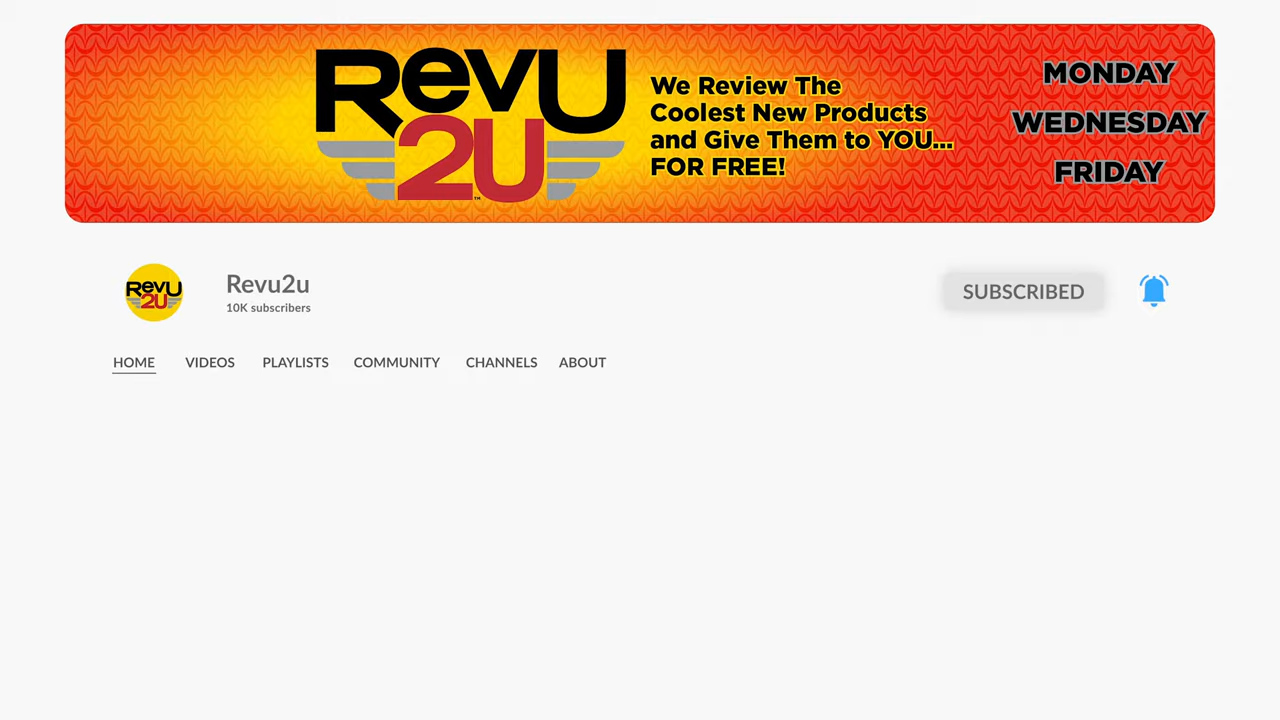 RevU
2U
™
We Review The
Coolest New Products
and Give Them to YOU...
FOR FREE!
MONDAY
WEDNESDAY
FRIDAY
RevU
2U
Revu2u
10K subscribers
SUBSCRIBED
HOME VIDEOS PLAYLISTS COMMUNITY CHANNELS ABOUT